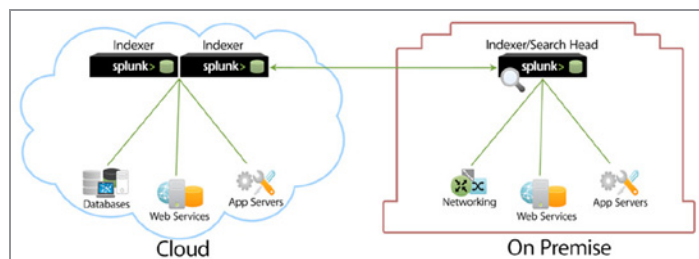 Indexer
Indexer
splunk>
splunk>
Databases
Web Services
App Servers
Cloud
Indexer/Search Head
splunk>
Networking
Web Services
App Servers
On Premise